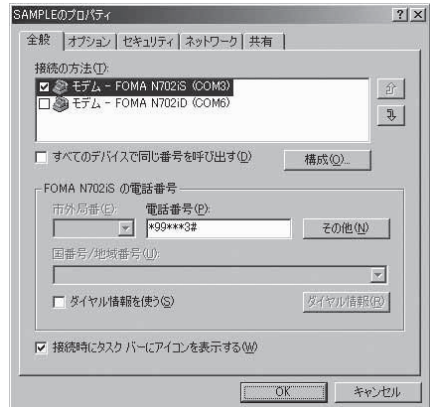 SAMPLEのプロパティ
全般 オプション セキュリティ ネットワーク 共有
接続の方法(T):
モデム - FOMA N702iS (COM3)
モデム - FOMA N702iD (COM6)
すべてのデバイスで同じ番号を呼び出す(D)
構成(O)...
FOMA N702iS の電話番号
市外局番(E): 電話番号(P):
*99***3# その他(N)
国番号/地域番号(U):
ダイヤル情報を使う(S) ダイヤル情報(R)
接続時にタスク バーにアイコンを表示する(W)
OK キャンセル